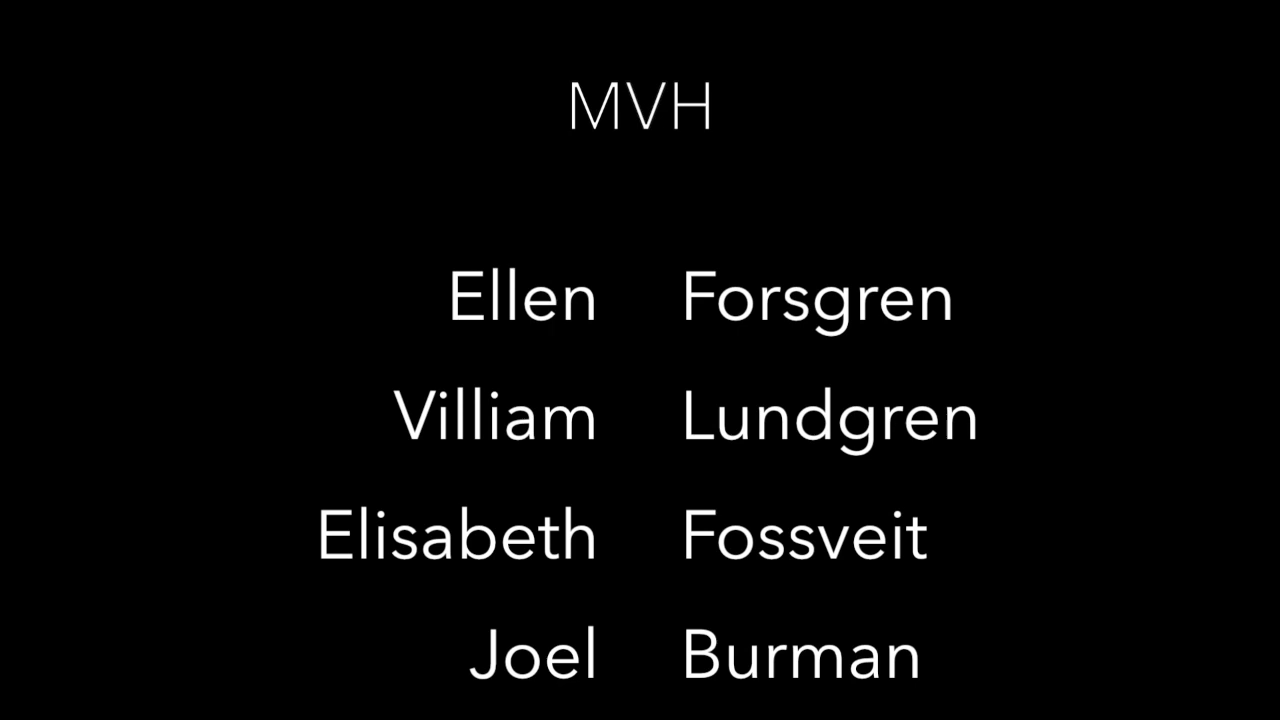 MVH
Ellen Forsgren
Villiam Lundgren
Elisabeth Fossveit
Joel Burman